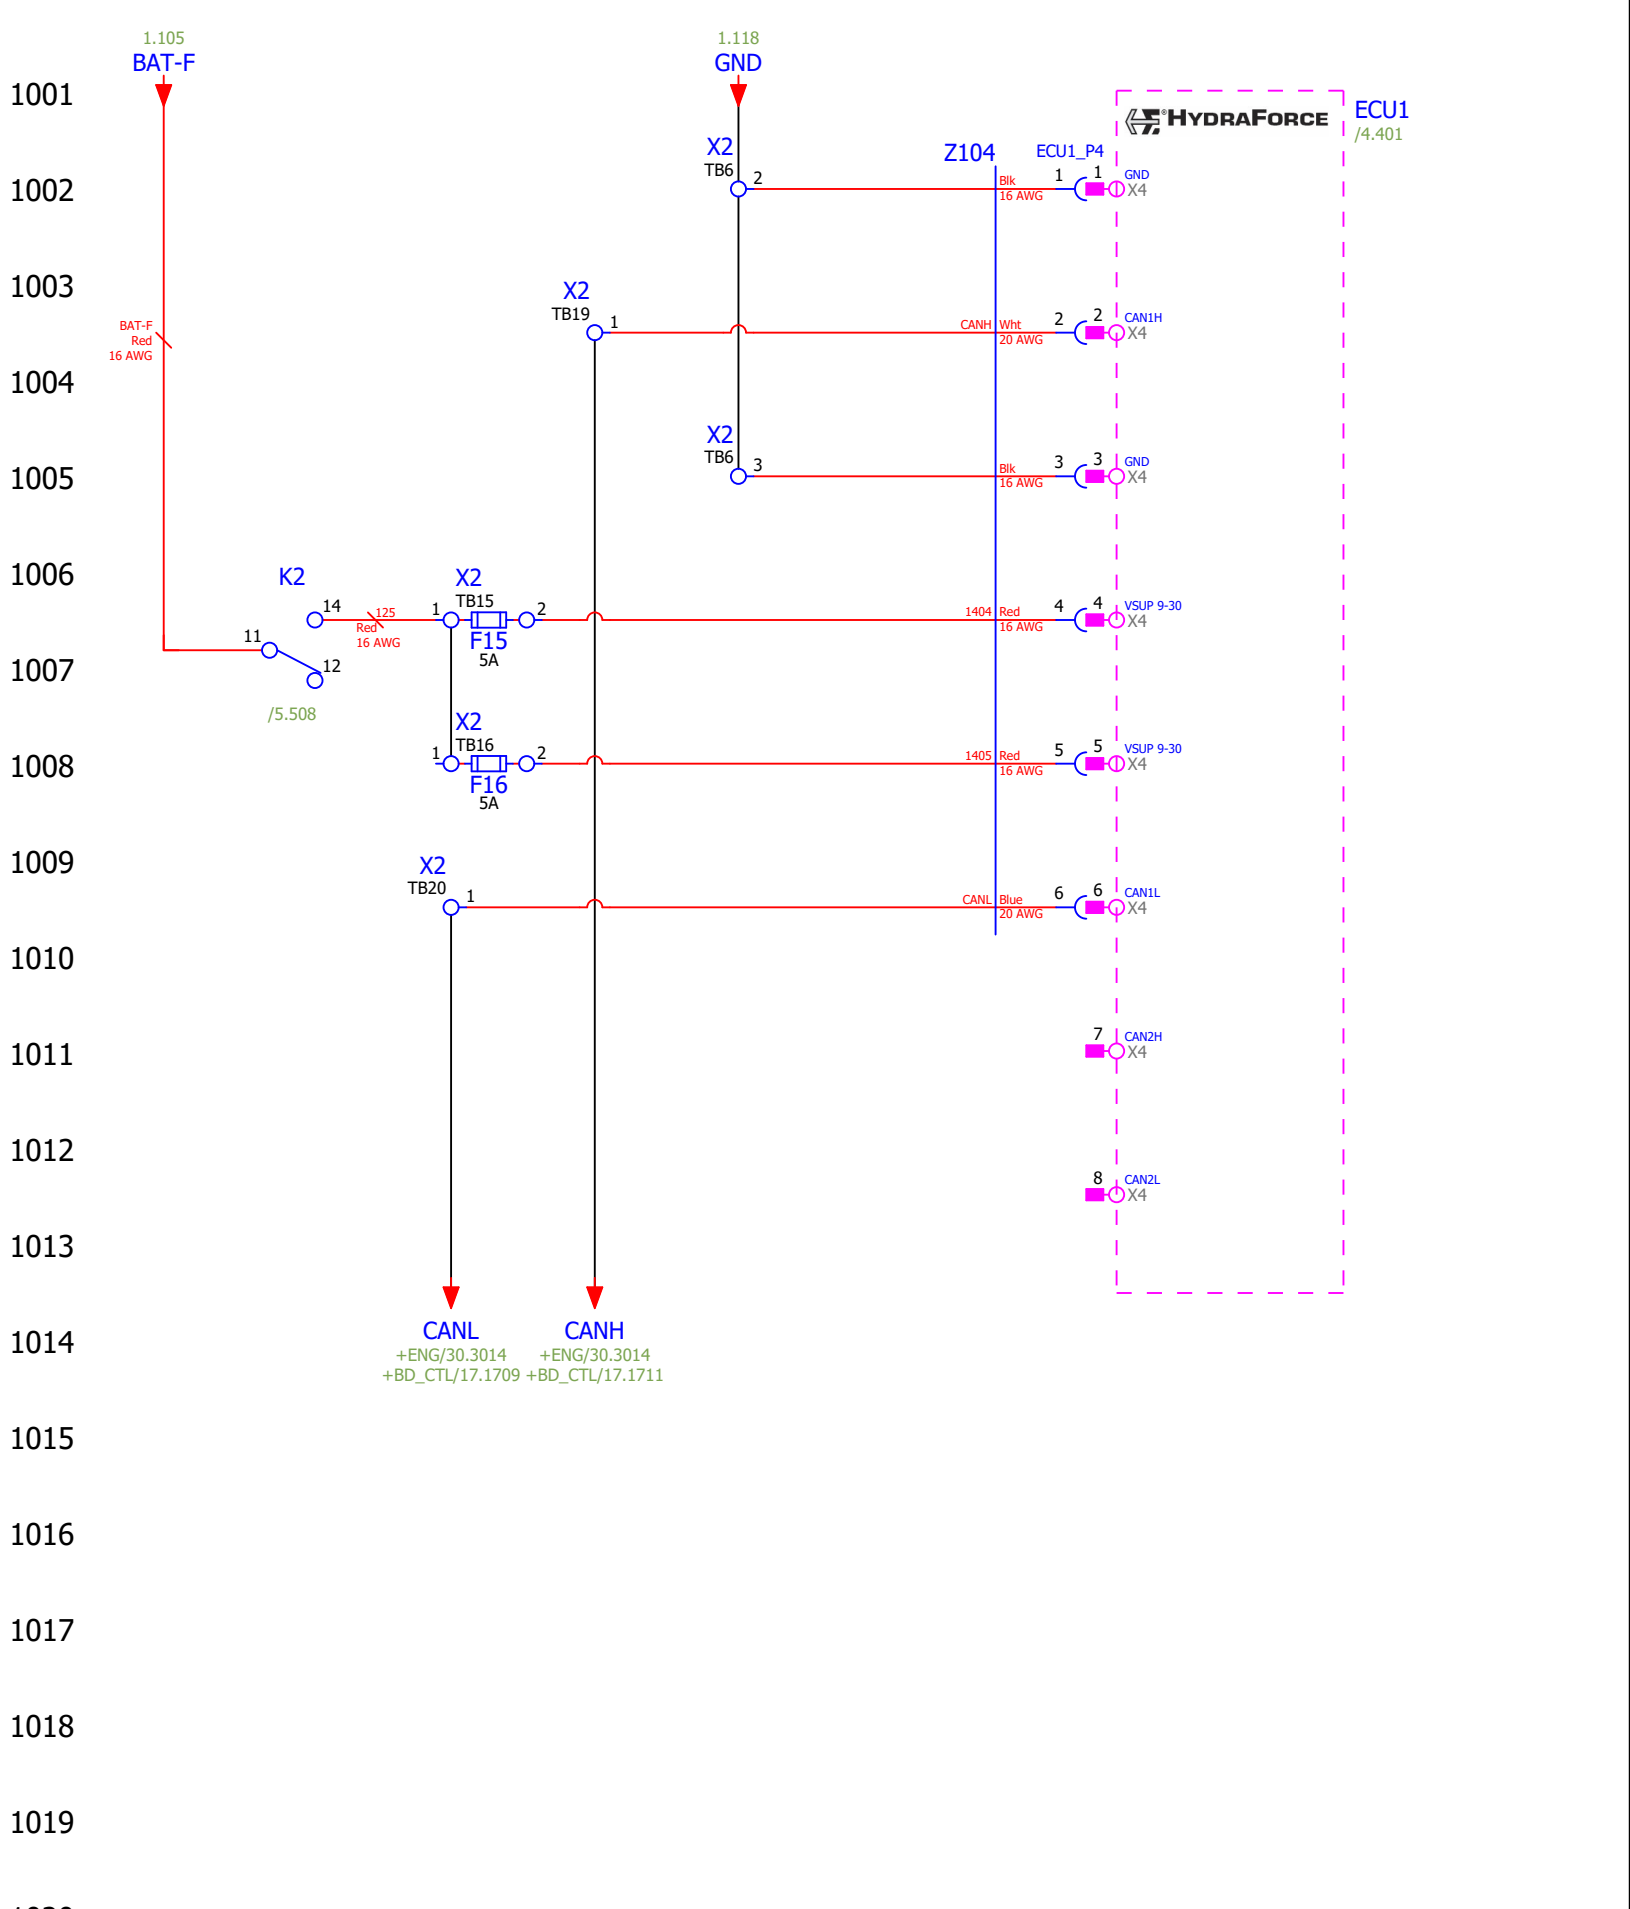 1.105
BAT-F
1.118
GND
1001
HYDRAFORCE
ECU1
/4.401
X2
TB6
2
Z104
ECU1_P4
1002
Blk
16 AWG
1
1
GND
X4
1003
X2
TB19
1
CANH
Wht
20 AWG
2
2
CAN1H
X4
BAT-F
Red
16 AWG
1004
X2
TB6
3
1005
Blk
16 AWG
3
3
GND
X4
1006
K2
14
125
Red
16 AWG
X2
TB15
1
2
F15
5A
1404
Red
16 AWG
4
4
VSUP 9-30
X4
11
12
1007
/5.508
X2
TB16
1
2
F16
5A
1008
1405
Red
16 AWG
5
5
VSUP 9-30
X4
1009
X2
TB20
1
CANL
Blue
20 AWG
6
6
CAN1L
X4
1010
1011
7
CAN2H
X4
1012
8
CAN2L
X4
1013
1014
CANL
+ENG/30.3014
+BD_CTL/17.1709
CANH
+ENG/30.3014
+BD_CTL/17.1711
1015
1016
1017
1018
1019